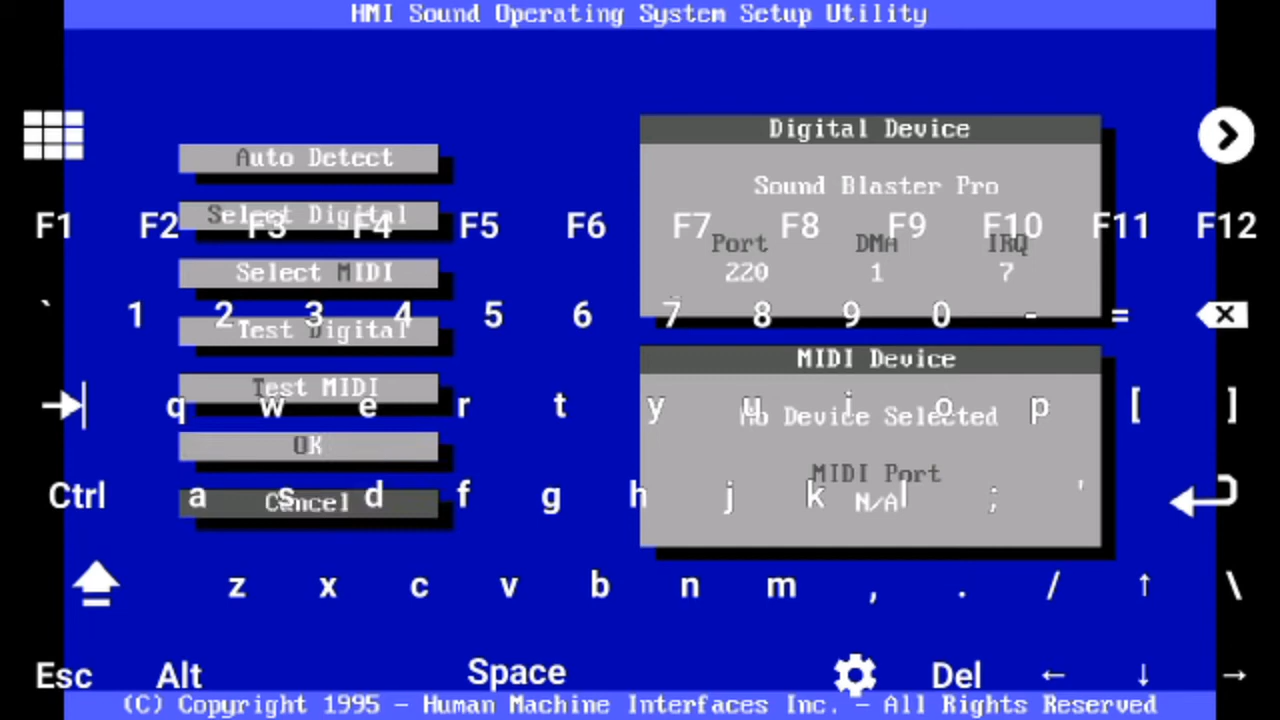 HMI Sound Operating System Setup Utility
Digital Device
Auto Detect
Sound Blaster Pro
Select Digital
F1 F2 F3 F4 F5 F6 F7 F8 F9 F10 F11 F12
Port DMA IRQ
Select MIDI
220 1 7
` 1 2 3 4 5 6 7 8 9 0 - =
Test Digital
MIDI Device
Test MIDI
q w e r t y u i o p [ ]
No Device Selected
OK
MIDI Port
Ctrl a s d f g h j k l ; '
Cancel
N/A
z x c v b n m , . / ↑ \
Esc Alt Space Del ← ↓ →
(C) Copyright 1995 - Human Machine Interfaces Inc. - All Rights Reserved